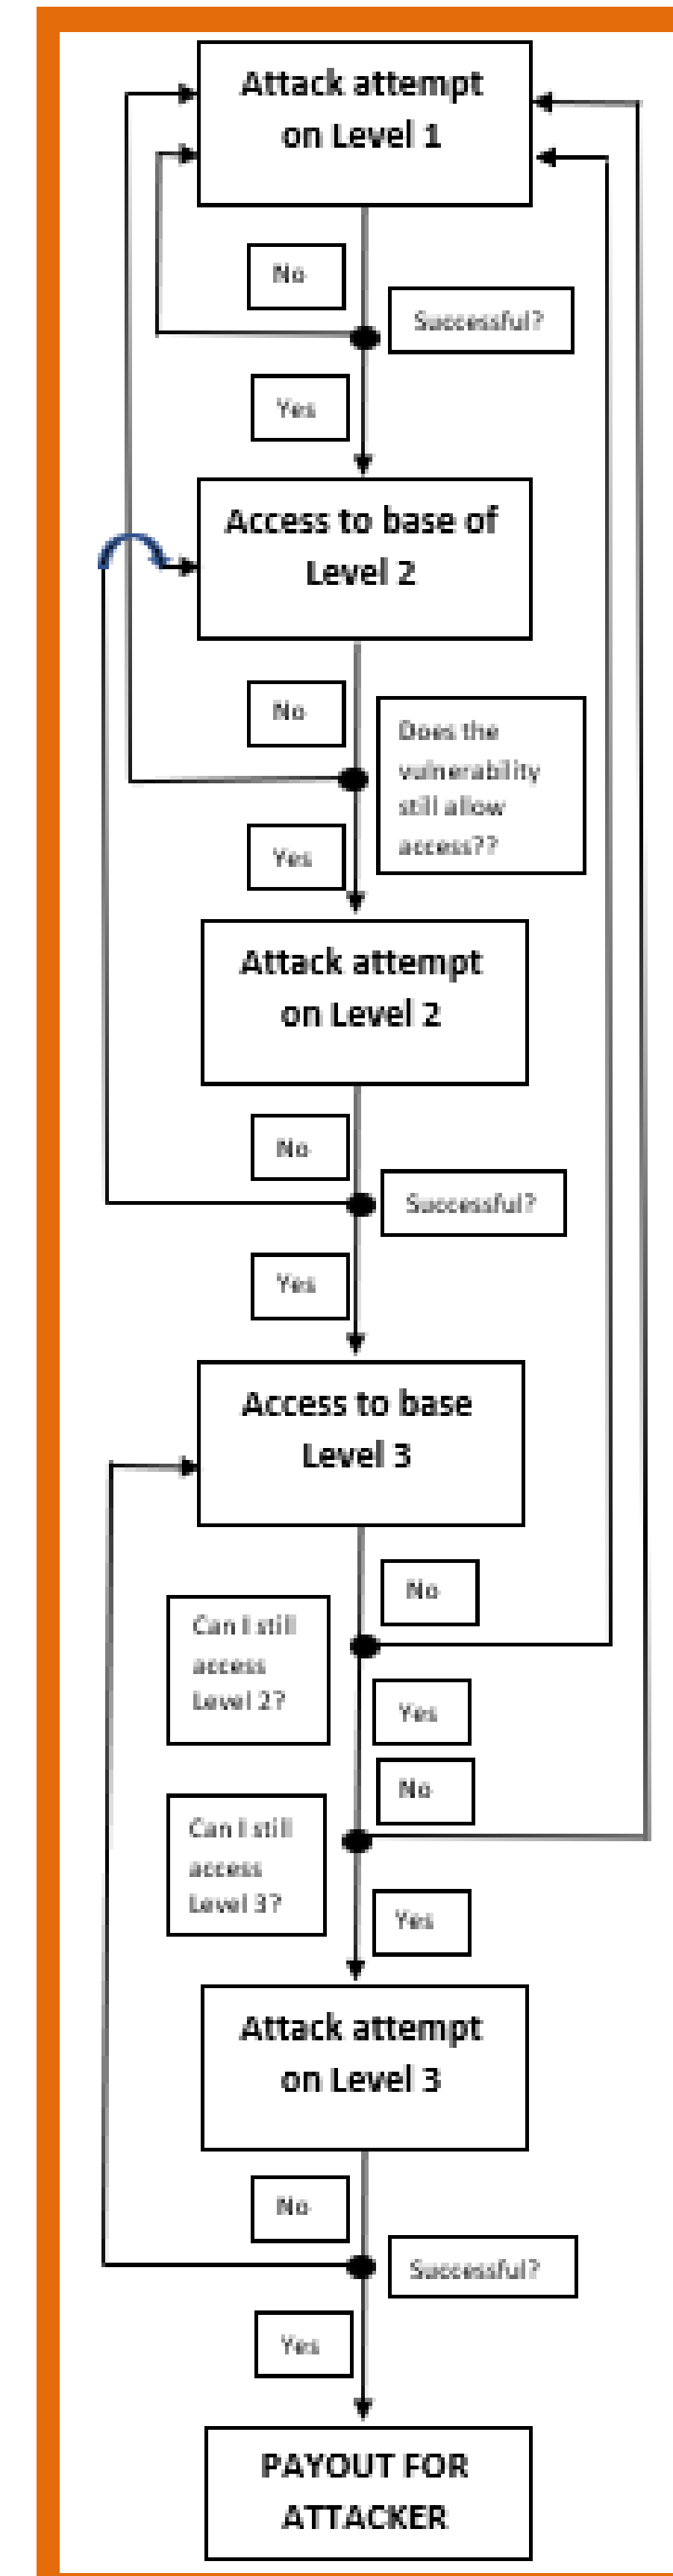 Attack attempt
on Level 1
No
Successful?
Yes
Access to base of
Level 2
No
Does the
vulnerability
still allow
access??
Yes
Attack attempt
on Level 2
No
Successful?
Yes
Access to base
Level 3
No
Can I still
access
Level 2?
Yes
No
Can I still
access
Level 3?
Yes
Attack attempt
on Level 3
No
Successful?
Yes
PAYOUT FOR
ATTACKER